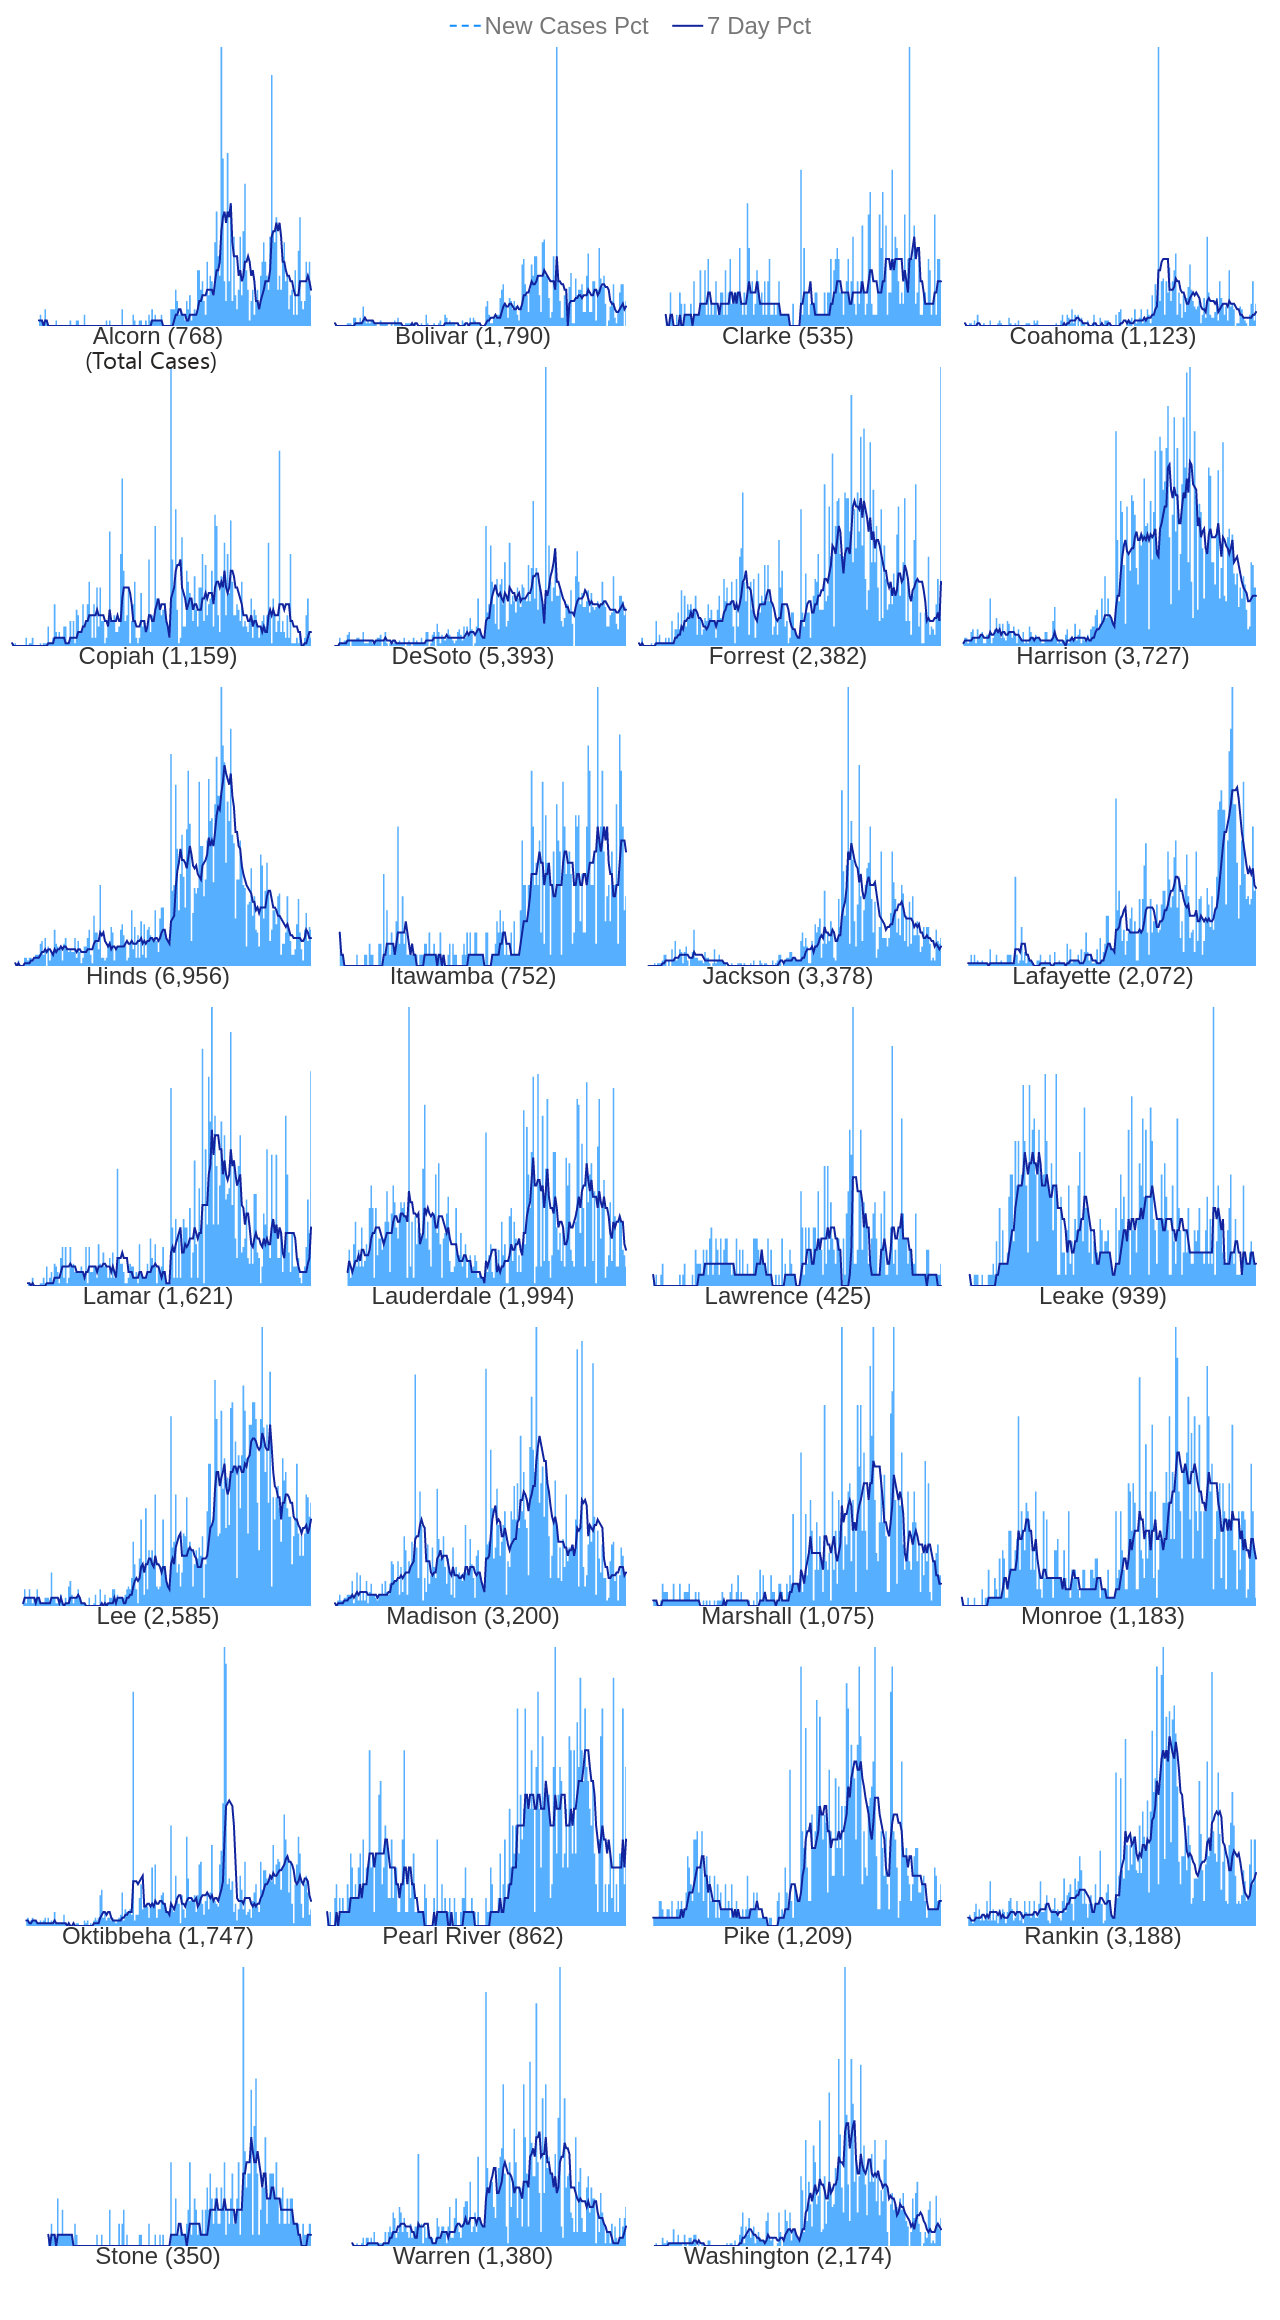 New Cases Pct 7 Day Pct
Alcorn (768) Bolivar (1,790) Clarke (535) Coahoma (1,123)
(Total Cases)
Copiah (1,159) DeSoto (5,393) Forrest (2,382) Harrison (3,727)
Hinds (6,956) Itawamba (752) Jackson (3,378) Lafayette (2,072)
Lamar (1,621) Lauderdale (1,994) Lawrence (425) Leake (939)
Lee (2,585) Madison (3,200) Marshall (1,075) Monroe (1,183)
Oktibbeha (1,747) Pearl River (862) Pike (1,209) Rankin (3,188)
Stone (350) Warren (1,380) Washington (2,174)